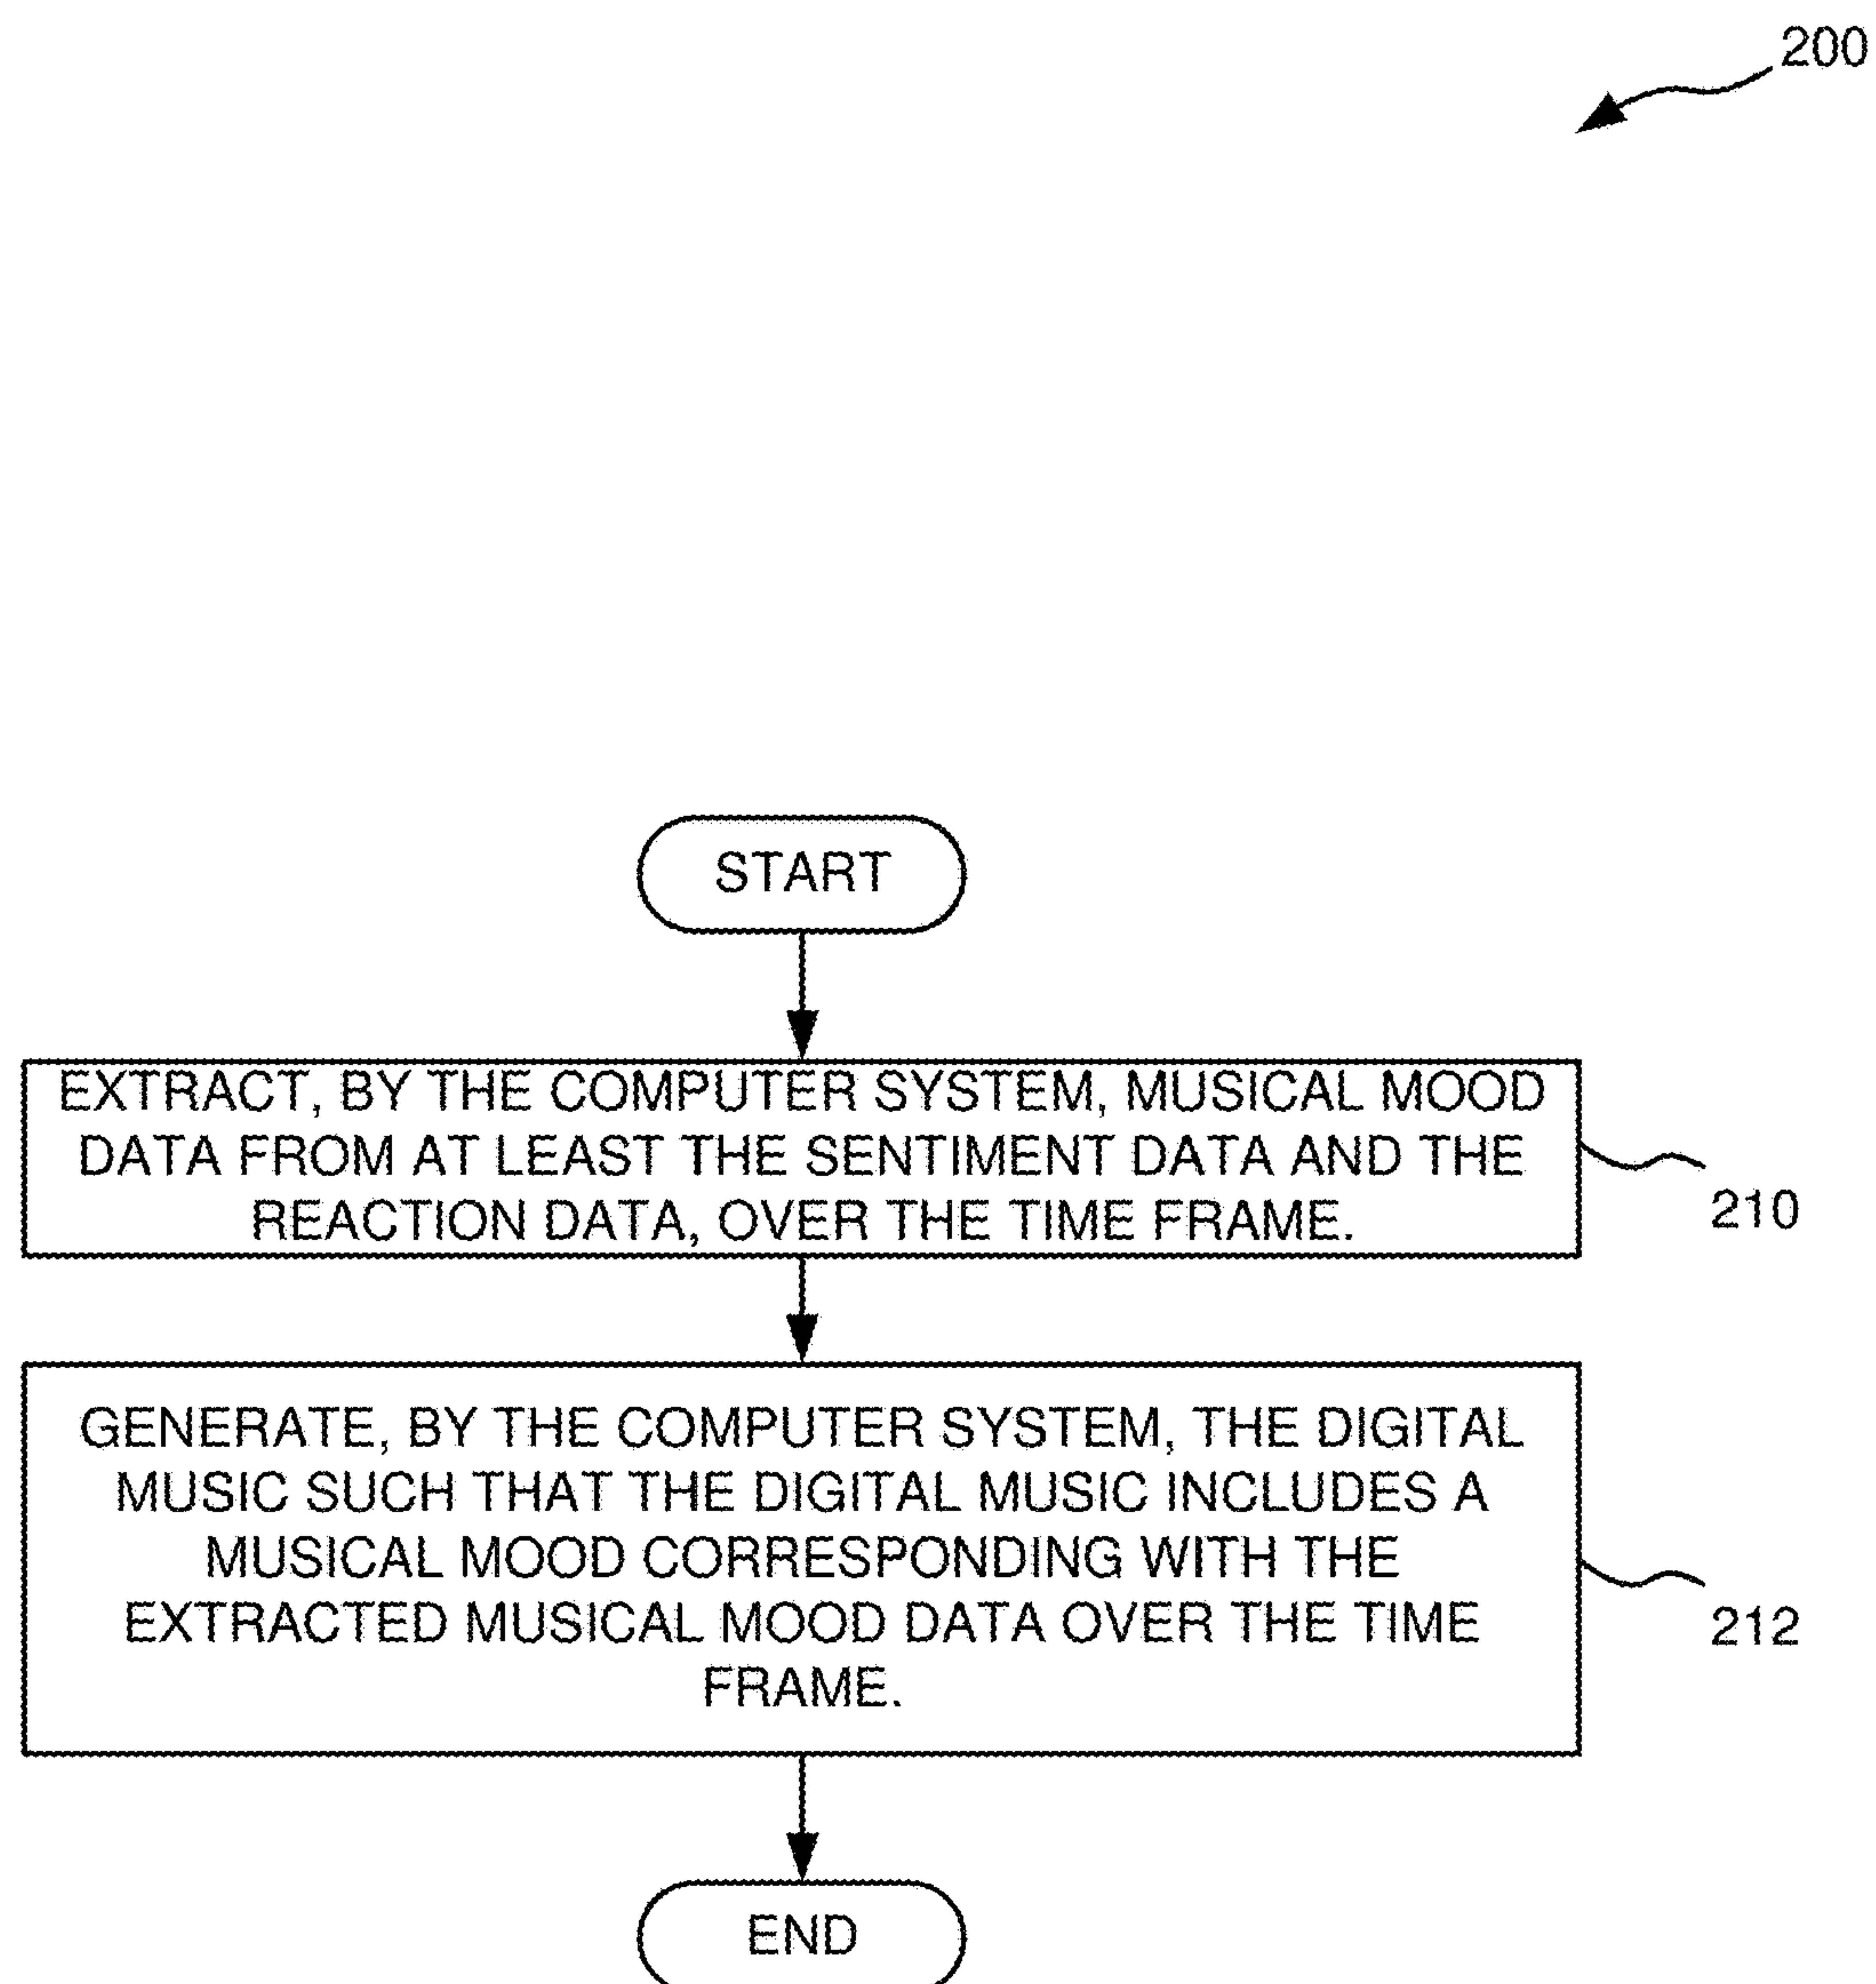 200
START
EXTRACT, BY THE COMPUTER SYSTEM, MUSICAL MOOD
DATA FROM AT LEAST THE SENTIMENT DATA AND THE
REACTION DATA, OVER THE TIME FRAME.
210
GENERATE, BY THE COMPUTER SYSTEM, THE DIGITAL
MUSIC SUCH THAT THE DIGITAL MUSIC INCLUDES A
MUSICAL MOOD CORRESPONDING WITH THE
EXTRACTED MUSICAL MOOD DATA OVER THE TIME
FRAME.
212
END